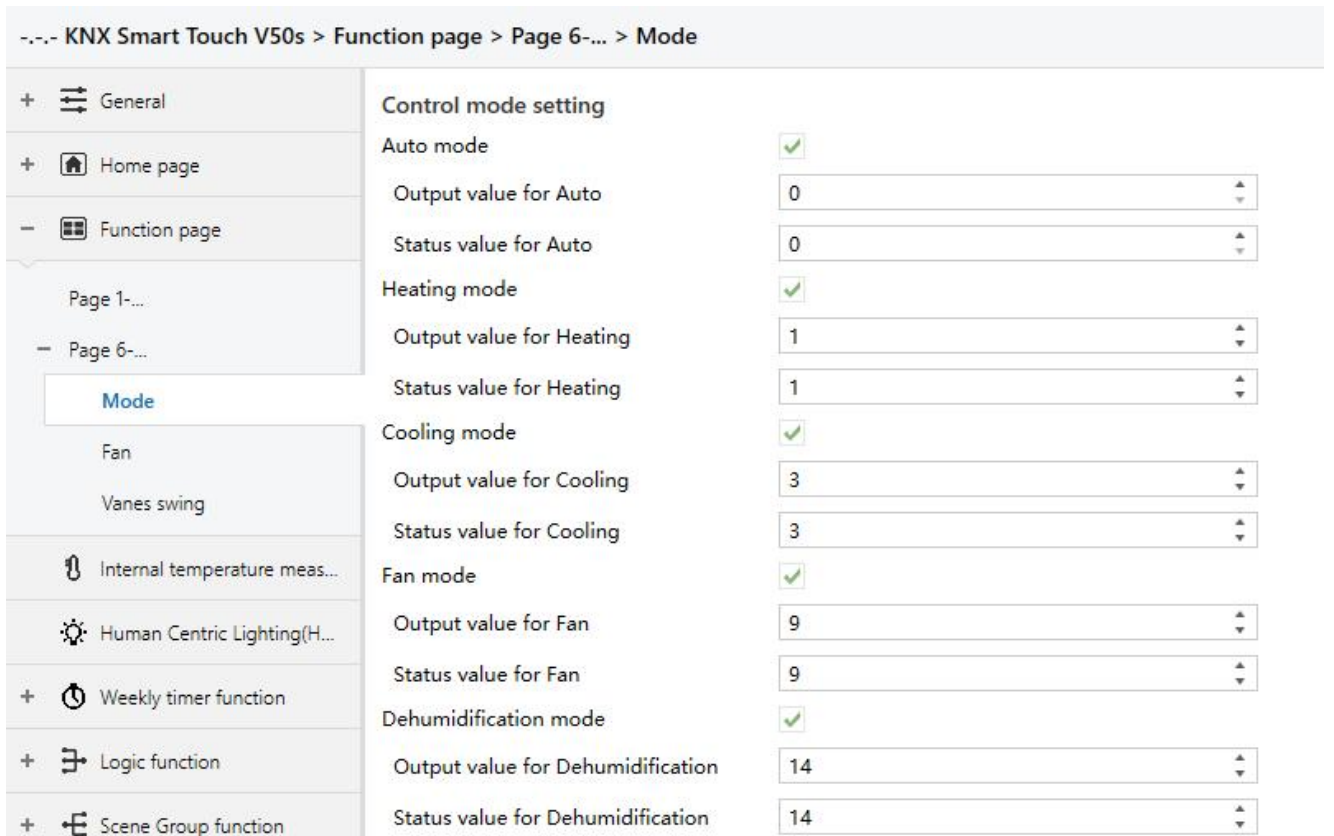 -.-.- KNX Smart Touch V50s > Function page > Page 6-... > Mode
+ General
+ Home page
− Function page
Page 1-...
− Page 6-...
Mode
Fan
Vanes swing
Internal temperature meas...
Human Centric Lighting(H...
+ Weekly timer function
+ Logic function
+ Scene Group function
Control mode setting
Auto mode
Output value for Auto 0
Status value for Auto 0
Heating mode
Output value for Heating 1
Status value for Heating 1
Cooling mode
Output value for Cooling 3
Status value for Cooling 3
Fan mode
Output value for Fan 9
Status value for Fan 9
Dehumidification mode
Output value for Dehumidification 14
Status value for Dehumidification 14